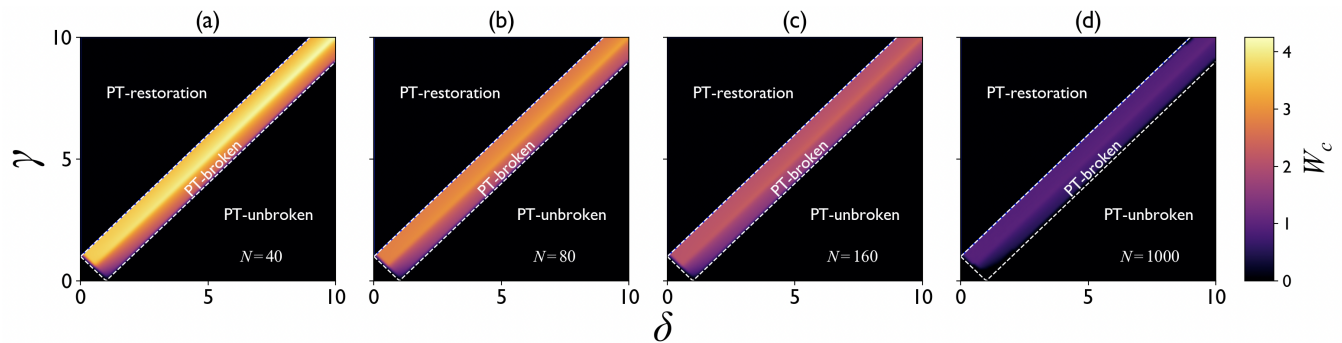 (a) (b) (c) (d)
γ
10
5
0
PT-restoration
PT-broken
PT-unbroken
N = 40
0 5 10
PT-restoration
PT-broken
PT-unbroken
N = 80
0 5 10
PT-restoration
PT-broken
PT-unbroken
N = 160
0 5 10
PT-restoration
PT-broken
PT-unbroken
N = 1000
0 5 10
δ
4
3
2
1
0
W_c